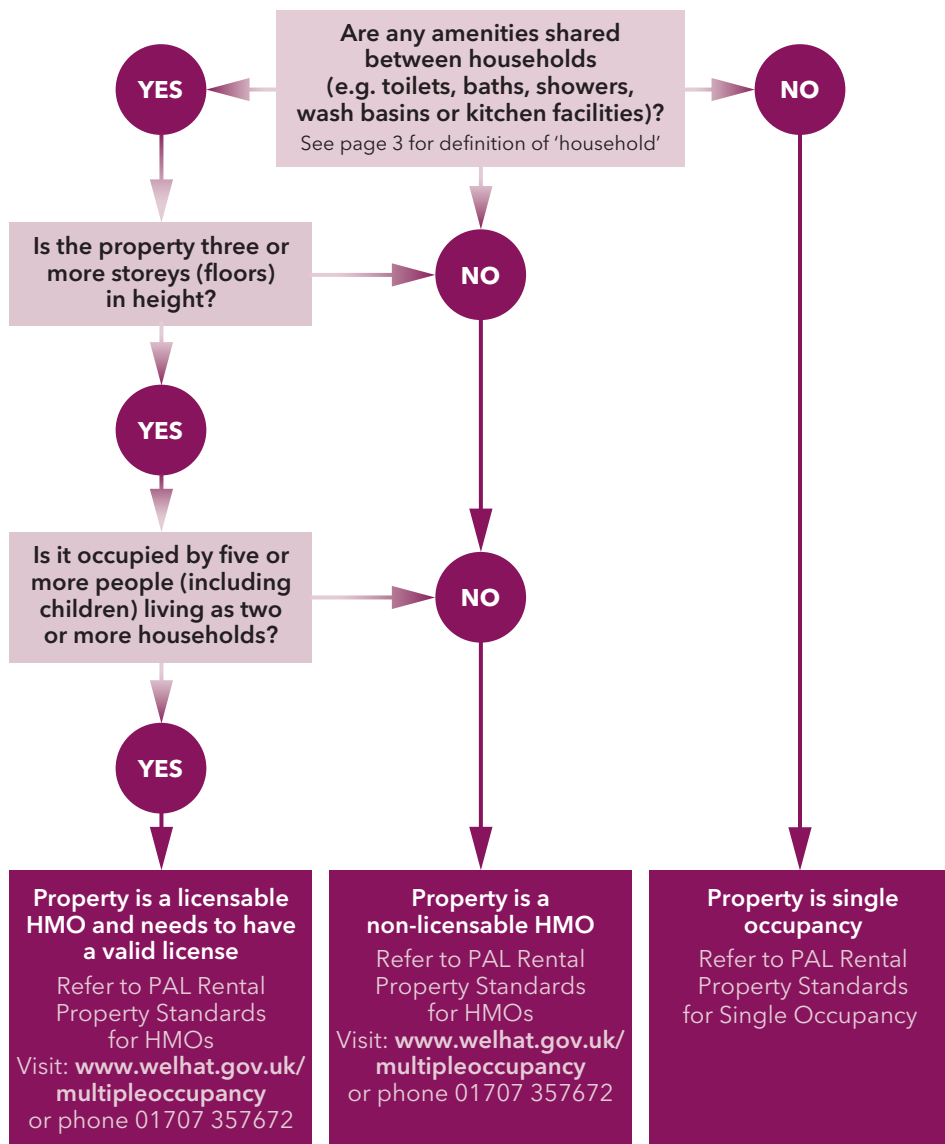 Are any amenities shared
between households
(e.g. toilets, baths, showers,
wash basins or kitchen facilities)?
See page 3 for definition of ‘household’
YES
NO
Is the property three or
more storeys (floors)
in height?
NO
YES
Is it occupied by five or
more people (including
children) living as two
or more households?
NO
YES
Property is a licensable
HMO and needs to have
a valid license
Refer to PAL Rental
Property Standards
for HMOs
Visit: www.welhat.gov.uk/
multipleoccupancy
or phone 01707 357672
Property is a
non-licensable HMO
Refer to PAL Rental
Property Standards
for HMOs
Visit: www.welhat.gov.uk/
multipleoccupancy
or phone 01707 357672
Property is single
occupancy
Refer to PAL Rental
Property Standards
for Single Occupancy